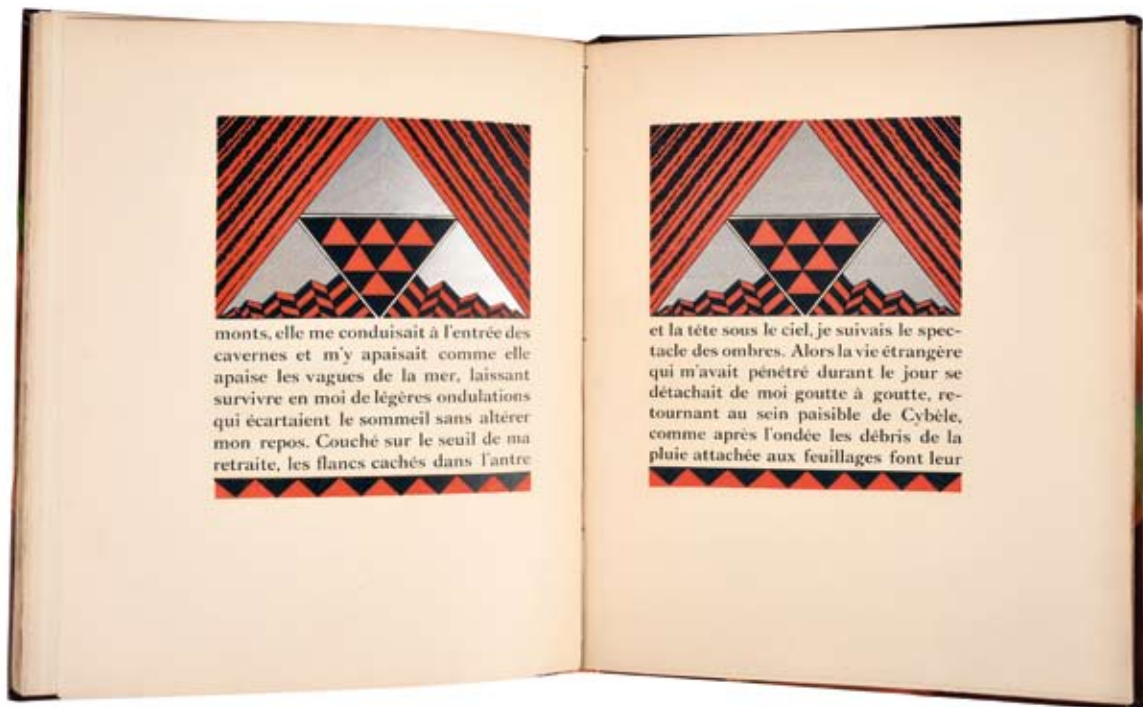 monts, elle me conduisait à l'entrée des
cavernes et m'y apaisait comme elle
apaise les vagues de la mer, laissant
survivre en moi de légères ondulations
qui écartaient le sommeil sans altérer
mon repos. Couché sur le seuil de ma
retraite, les flancs cachés dans l'antre
et la tête sous le ciel, je suivais le spec-
tacle des ombres. Alors la vie étrangère
qui m'avait pénétré durant le jour se
détachait de moi goutte à goutte, re-
tournant au sein paisible de Cybèle,
comme après l'ondée les débris de la
pluie attachée aux feuillages font leur